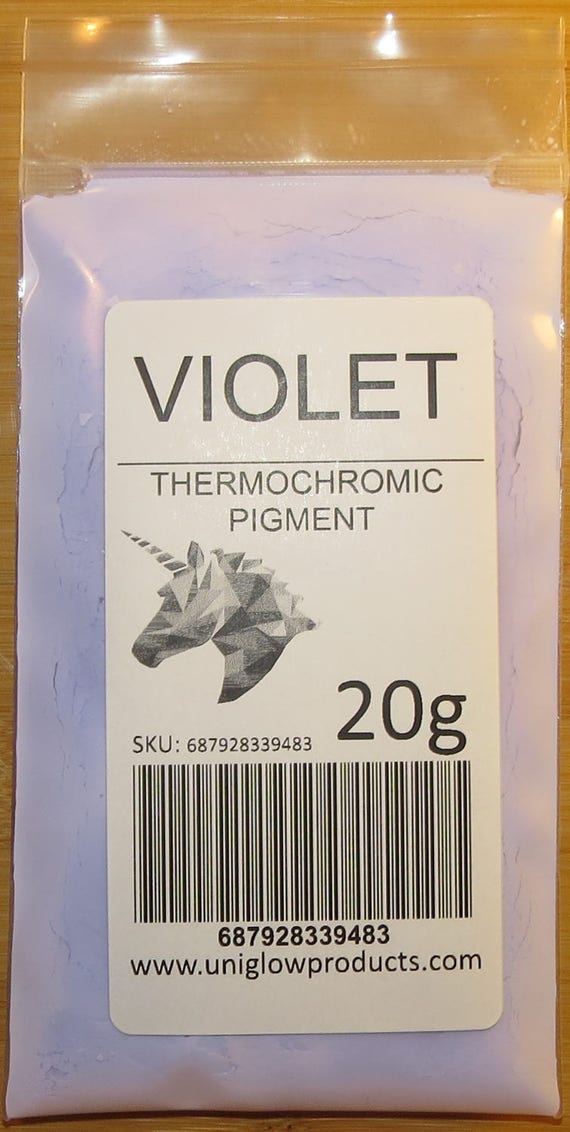 VIOLET
THERMOCHROMIC
PIGMENT
20g
SKU: 687928339483
687928339483
www.uniglowproducts.com